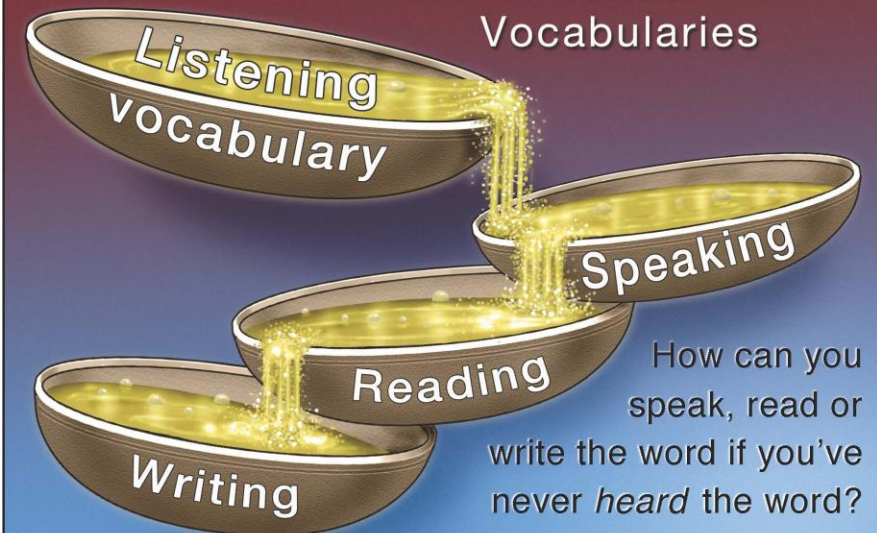 Vocabularies
Listening
vocabulary
Speaking
Reading
Writing
How can you
speak, read or
write the word if you've
never heard the word?